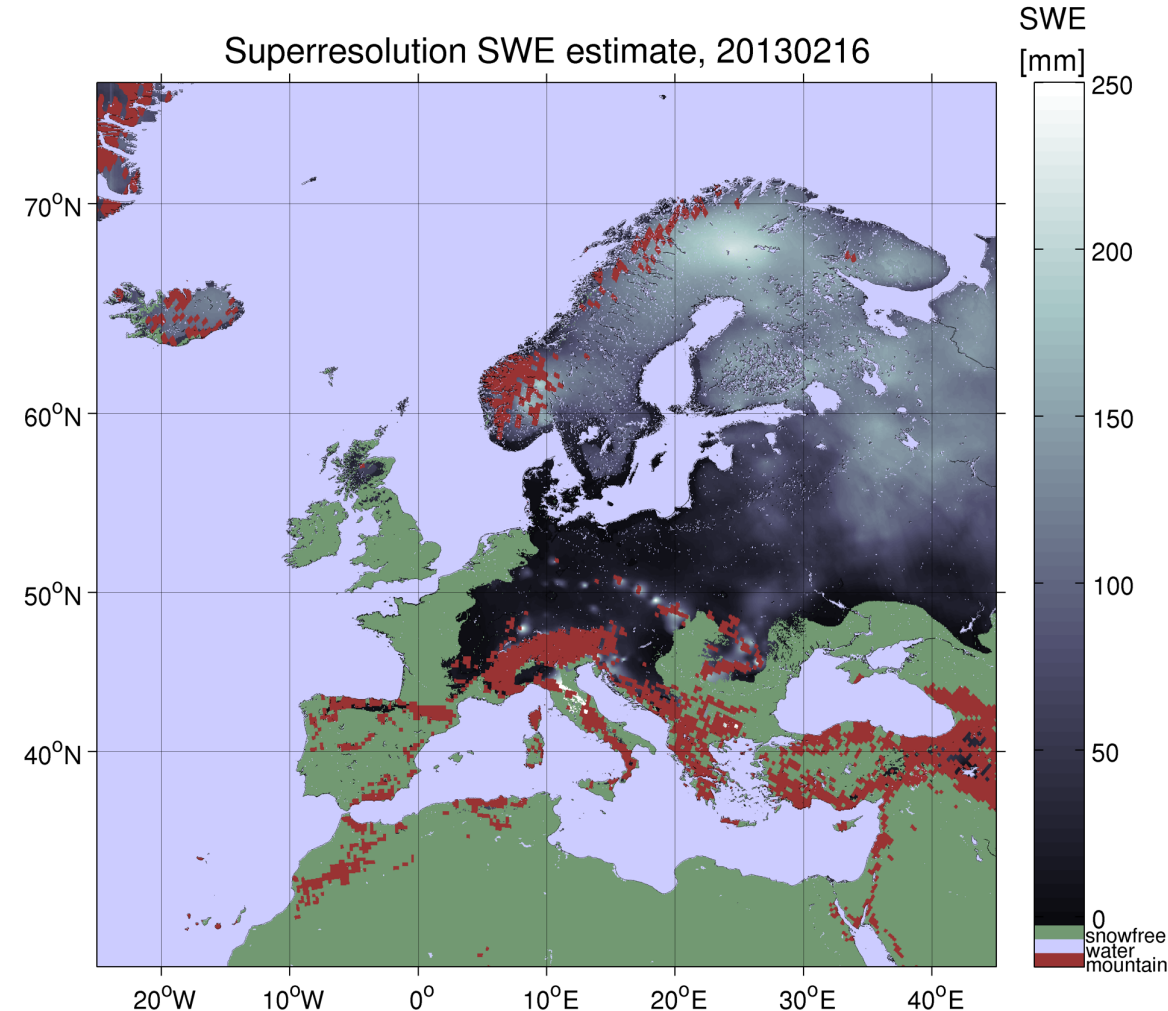 SWE
[mm]
Superresolution SWE estimate, 20130216
250
200
150
100
50
0
snowfree
water
mountain
70°N
60°N
50°N
40°N
20°W 10°W 0° 10°E 20°E 30°E 40°E